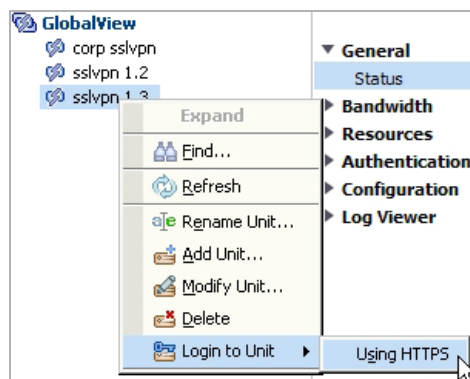 GlobalView
corp sslvpn
sslvpn 1.2
sslvpn 1.3
General
Status
Bandwidth
Resources
Authentication
Configuration
Log Viewer
Expand
Find...
Refresh
Rename Unit...
Add Unit...
Modify Unit...
Delete
Login to Unit
Using HTTPS